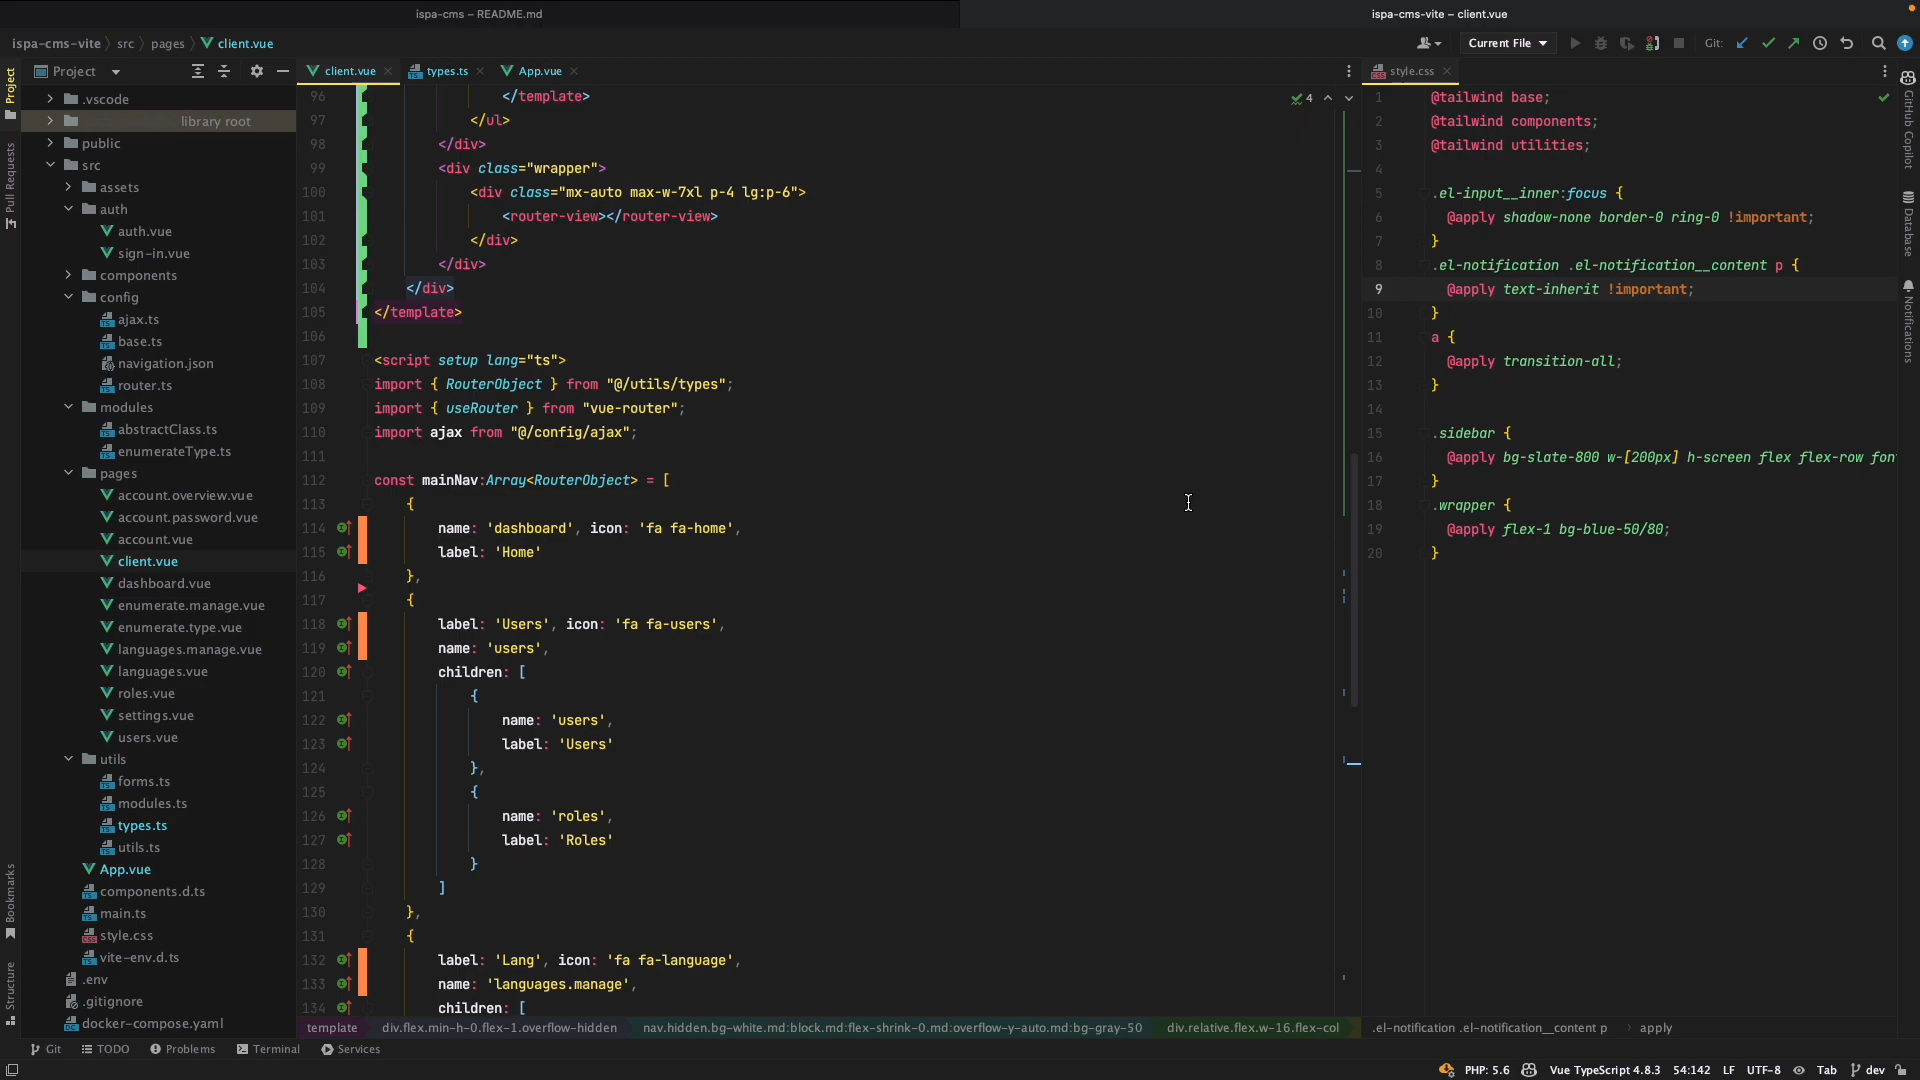 ispa-cms – README.md
ispa-cms-vite – client.vue
ispa-cms-vite 〉 src 〉 pages 〉 client.vue
Current File
Git:
Project
client.vue
types.ts
App.vue
style.css
Project
Pull Requests
Bookmarks
Structure
.vscode
library root
public
src
assets
auth
auth.vue
sign-in.vue
components
config
ajax.ts
base.ts
navigation.json
router.ts
modules
abstractClass.ts
enumerateType.ts
pages
account.overview.vue
account.password.vue
account.vue
client.vue
dashboard.vue
enumerate.manage.vue
enumerate.type.vue
languages.manage.vue
languages.vue
roles.vue
settings.vue
users.vue
utils
forms.ts
modules.ts
types.ts
utils.ts
App.vue
components.d.ts
main.ts
style.css
vite-env.d.ts
.env
.gitignore
docker-compose.yaml
4
96 </template>
97 </ul>
98 </div>
99 <div class="wrapper">
100 <div class="mx-auto max-w-7xl p-4 lg:p-6">
101 <router-view></router-view>
102 </div>
103 </div>
104 </div>
105 </template>
106
107 <script setup lang="ts">
108 import { RouterObject } from "@/utils/types";
109 import { useRouter } from "vue-router";
110 import ajax from "@/config/ajax";
111
112 const mainNav:Array<RouterObject> = [
113 {
114 name: 'dashboard', icon: 'fa fa-home',
115 label: 'Home'
116 },
117 {
118 label: 'Users', icon: 'fa fa-users',
119 name: 'users',
120 children: [
121 {
122 name: 'users',
123 label: 'Users'
124 },
125 {
126 name: 'roles',
127 label: 'Roles'
128 }
129 ]
130 },
131 {
132 label: 'Lang', icon: 'fa fa-language',
133 name: 'languages.manage',
134 children: [
1 @tailwind base;
2 @tailwind components;
3 @tailwind utilities;
4
5 .el-input__inner:focus {
6 @apply shadow-none border-0 ring-0 !important;
7 }
8 .el-notification .el-notification__content p {
9 @apply text-inherit !important;
10 }
11 a {
12 @apply transition-all;
13 }
14
15 .sidebar {
16 @apply bg-slate-800 w-[200px] h-screen flex flex-row fon
17 }
18 .wrapper {
19 @apply flex-1 bg-blue-50/80;
20 }
GitHub Copilot
Database
Notifications
template
div.flex.min-h-0.flex-1.overflow-hidden
nav.hidden.bg-white.md:block.md:flex-shrink-0.md:overflow-y-auto.md:bg-gray-50
div.relative.flex.w-16.flex-col
.el-notification .el-notification__content p 〉 apply
Git
TODO
Problems
Terminal
Services
PHP: 5.6
Vue TypeScript 4.8.3
54:142
LF
UTF-8
Tab
dev